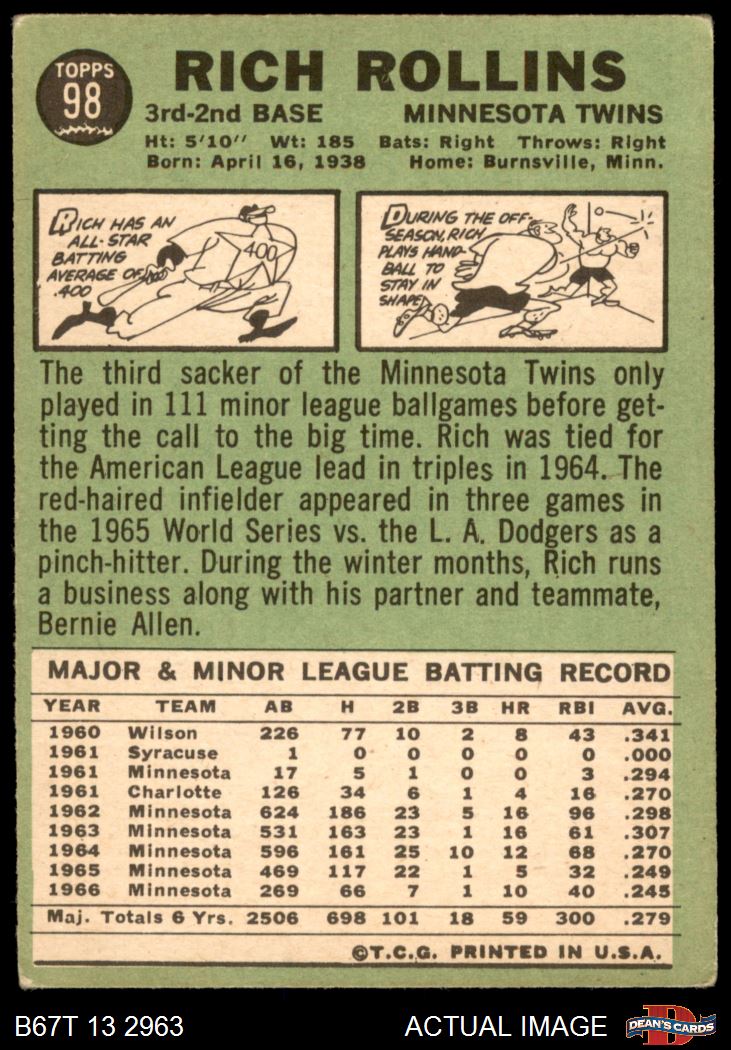 TOPPS
98
RICH ROLLINS
3rd-2nd BASE MINNESOTA TWINS
Ht: 5'10" Wt: 185 Bats: Right Throws: Right
Born: April 16, 1938 Home: Burnsville, Minn.
RICH HAS AN
ALL-STAR
BATTING
AVERAGE OF
.400
400
DURING THE OFF-
SEASON, RICH
PLAYS HAND-
BALL TO
STAY IN
SHAPE
The third sacker of the Minnesota Twins only
played in 111 minor league ballgames before get-
ting the call to the big time. Rich was tied for
the American League lead in triples in 1964. The
red-haired infielder appeared in three games in
the 1965 World Series vs. the L. A. Dodgers as a
pinch-hitter. During the winter months, Rich runs
a business along with his partner and teammate,
Bernie Allen.
MAJOR & MINOR LEAGUE BATTING RECORD
YEAR TEAM AB H 2B 3B HR RBI AVG.
1960 Wilson 226 77 10 2 8 43 .341
1961 Syracuse 1 0 0 0 0 0 .000
1961 Minnesota 17 5 1 0 0 3 .294
1961 Charlotte 126 34 6 1 4 16 .270
1962 Minnesota 624 186 23 5 16 96 .298
1963 Minnesota 531 163 23 1 16 61 .307
1964 Minnesota 596 161 25 10 12 68 .270
1965 Minnesota 469 117 22 1 5 32 .249
1966 Minnesota 269 66 7 1 10 40 .245
Maj. Totals 6 Yrs. 2506 698 101 18 59 300 .279
©T.C.G. PRINTED IN U.S.A.
B67T 13 2963 ACTUAL IMAGE DEAN'S CARDS